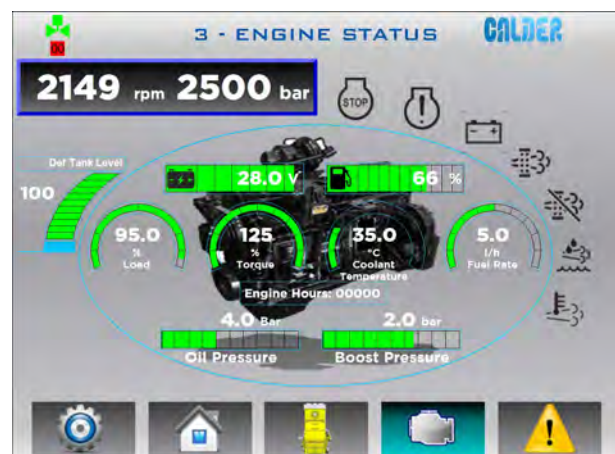 00
3 - ENGINE STATUS
CALDER
2149 rpm 2500 bar
STOP
Def Tank Level
100
28.0 V
66 %
95.0
%
Load
125
%
Torque
35.0
°C
Coolant
Temperature
5.0
l/h
Fuel Rate
Engine Hours: 00000
4.0 Bar
2.0 bar
Oil Pressure
Boost Pressure